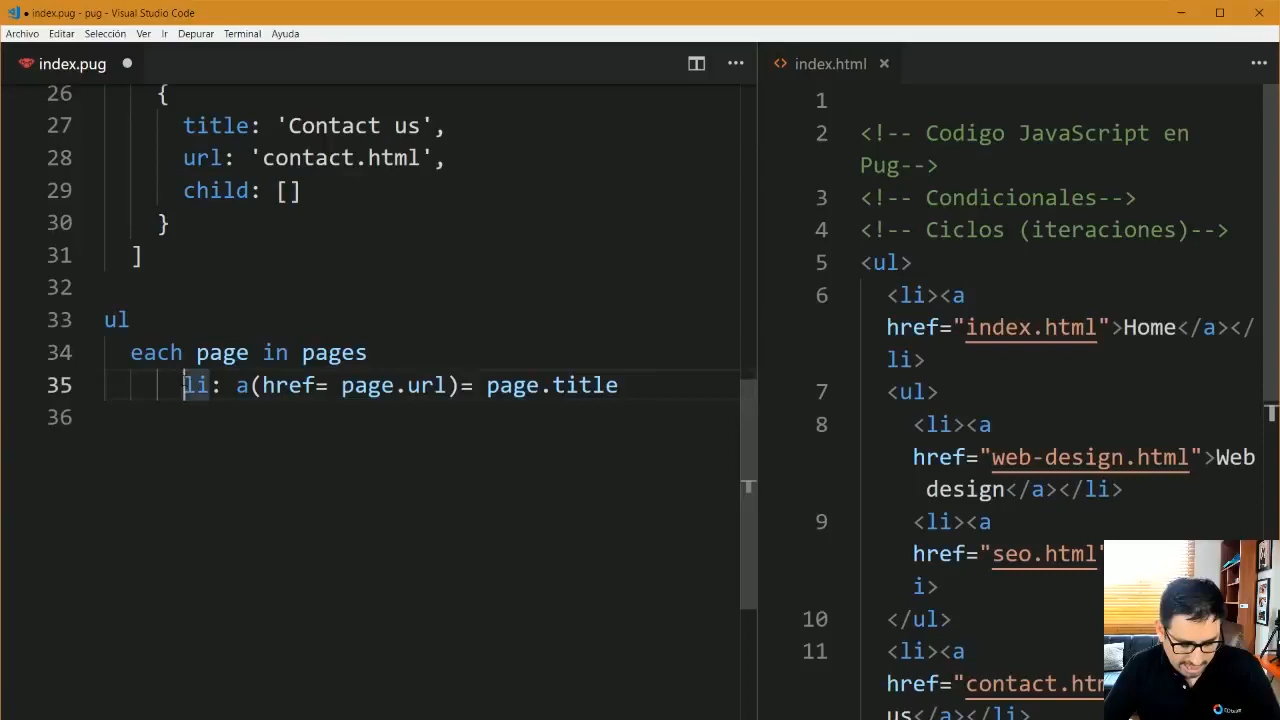 index.pug - pug - Visual Studio Code
Archivo Editar Selección Ver Ir Depurar Terminal Ayuda
index.pug
26 {
27 title: 'Contact us',
28 url: 'contact.html',
29 child: []
30 }
31 ]
32
33 ul
34 each page in pages
35 li: a(href= page.url)= page.title
36
index.html
1
2 <!-- Codigo JavaScript en
Pug-->
3 <!-- Condicionales-->
4 <!-- Ciclos (iteraciones)-->
5 <ul>
6 <li><a
href="index.html">Home</a></
li>
7 <ul>
8 <li><a
href="web-design.html">Web
design</a></li>
9 <li><a
href="seo.html"
i>
10 </ul>
11 <li><a
href="contact.htm
us</a></li>